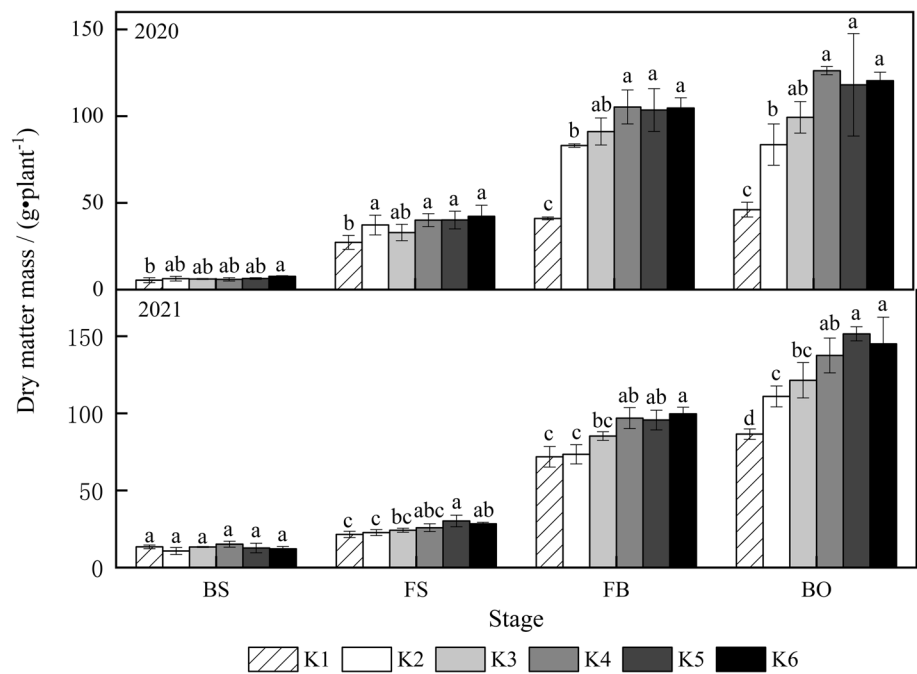 Dry matter mass / (g•plant⁻¹)
2020
150
100
50
0
b ab ab ab ab a
b a ab a a a
c b ab a a a
c b ab a a a
2021
150
100
50
0
a a a a a a
c c bc abc a ab
c c bc ab ab a
d c bc ab a a
BS FS FB BO
Stage
K1 K2 K3 K4 K5 K6